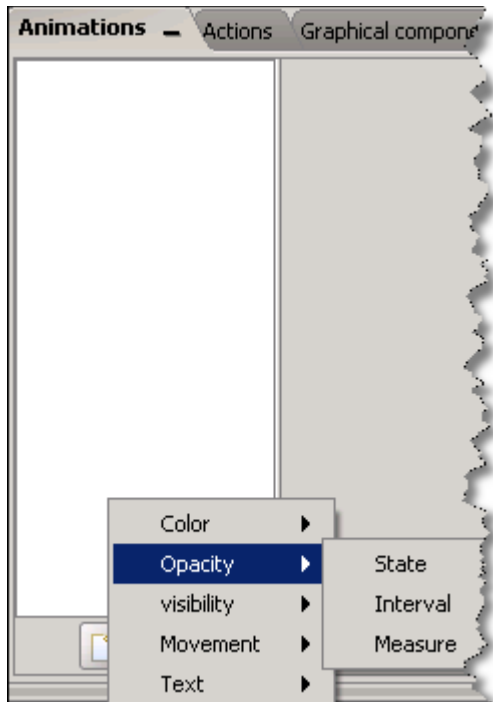 Animations Actions Graphical compone
Color
Opacity State
visibility Interval
Movement Measure
Text